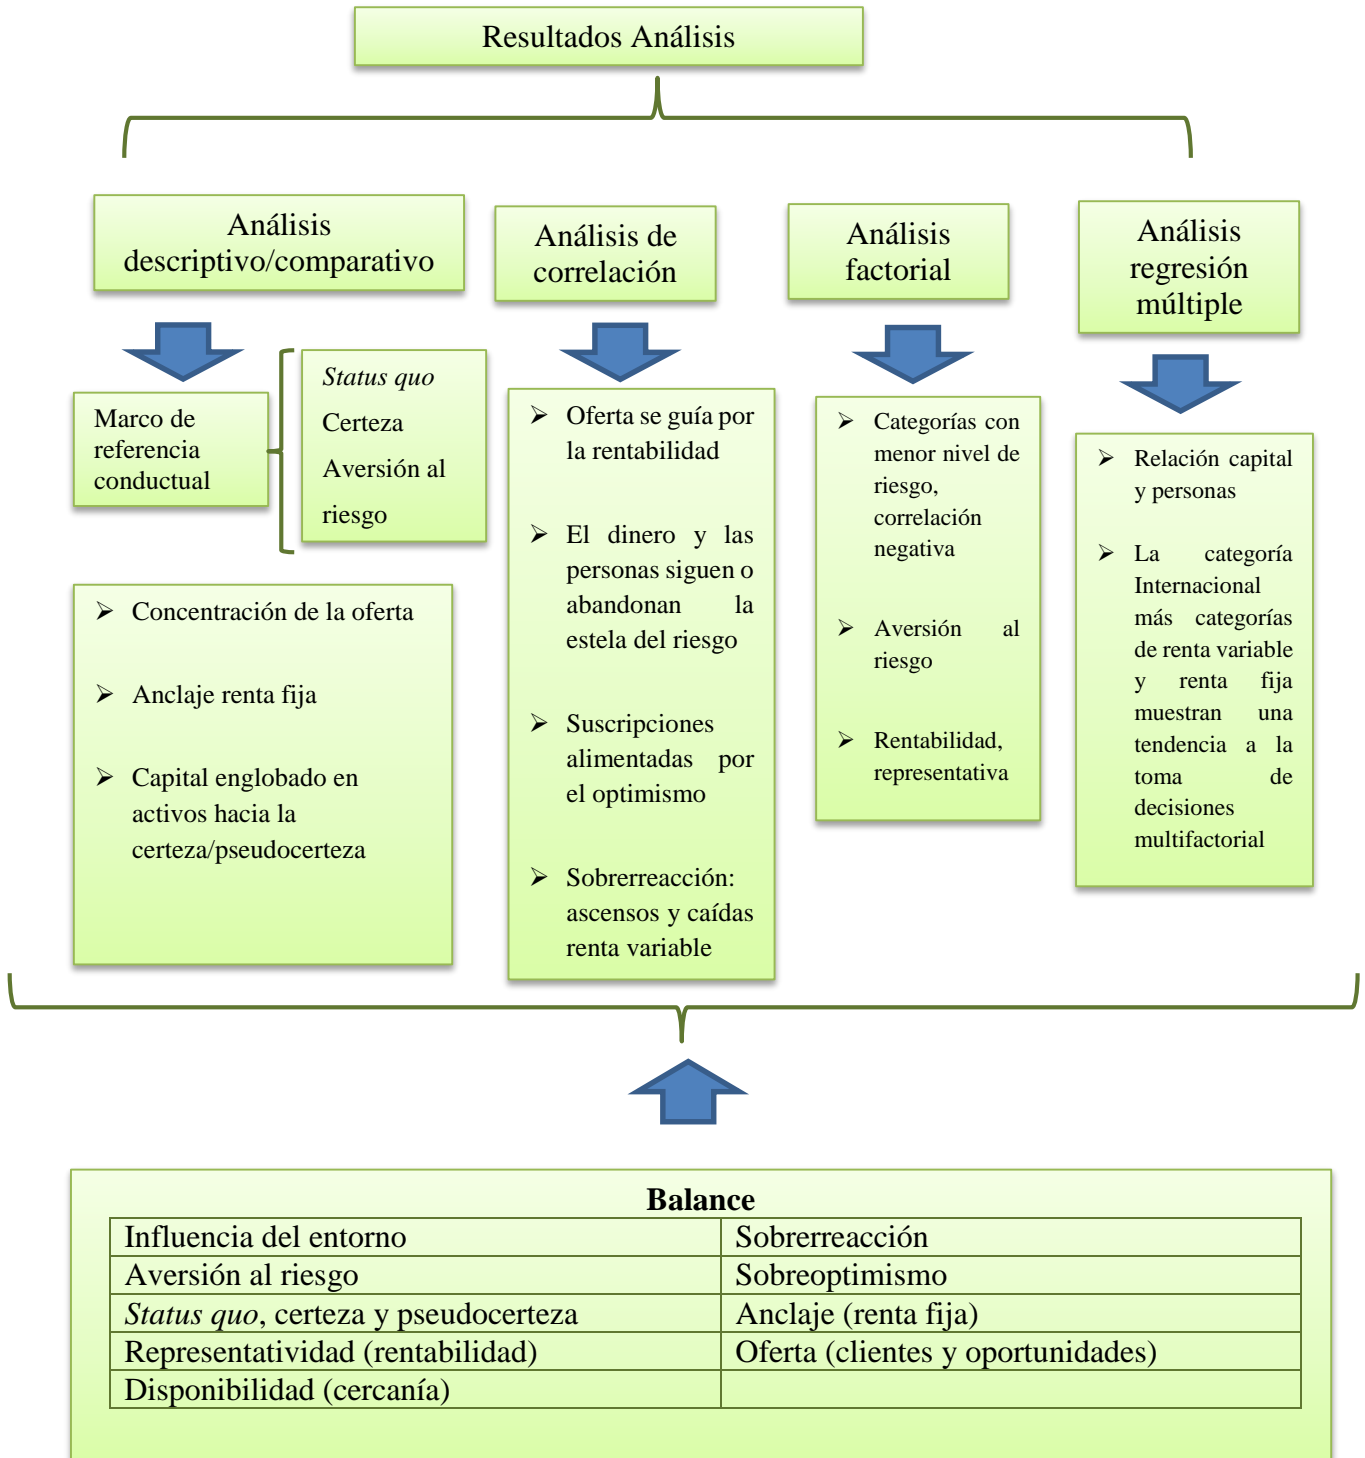 Resultados Análisis
Análisis
descriptivo/comparativo
Análisis de
correlación
Análisis
factorial
Análisis
regresión
múltiple
Marco de
referencia
conductual
Status quo
Certeza
Aversión al
riesgo
➢ Concentración de la oferta
➢ Anclaje renta fija
➢ Capital englobado en
activos hacia la
certeza/pseudocerteza
➢ Oferta se guía por
la rentabilidad
➢ El dinero y las
personas siguen o
abandonan la
estela del riesgo
➢ Suscripciones
alimentadas por
el optimismo
➢ Sobrerreacción:
ascensos y caídas
renta variable
➢ Categorías con
menor nivel de
riesgo,
correlación
negativa
➢ Aversión al
riesgo
➢ Rentabilidad,
representativa
➢ Relación capital
y personas
➢ La categoría
Internacional
más categorías
de renta variable
y renta fija
muestran una
tendencia a la
toma de
decisiones
multifactorial
Balance
Influencia del entorno
Sobrerreacción
Aversión al riesgo
Sobreoptimismo
Status quo, certeza y pseudocerteza
Anclaje (renta fija)
Representatividad (rentabilidad)
Oferta (clientes y oportunidades)
Disponibilidad (cercanía)